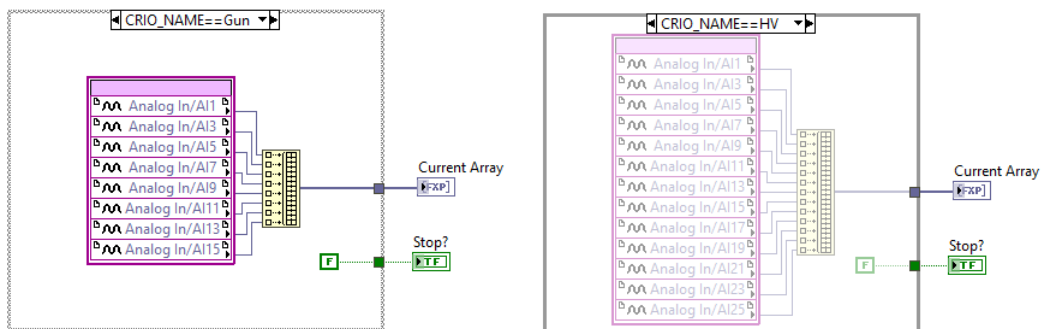 CRIO_NAME==Gun
Analog In/AI1
Analog In/AI3
Analog In/AI5
Analog In/AI7
Analog In/AI9
Analog In/AI11
Analog In/AI13
Analog In/AI15
Current Array
FXP
Stop?
F
TF
CRIO_NAME==HV
Analog In/AI1
Analog In/AI3
Analog In/AI5
Analog In/AI7
Analog In/AI9
Analog In/AI11
Analog In/AI13
Analog In/AI15
Analog In/AI17
Analog In/AI19
Analog In/AI21
Analog In/AI23
Analog In/AI25
Current Array
FXP
Stop?
F
TF